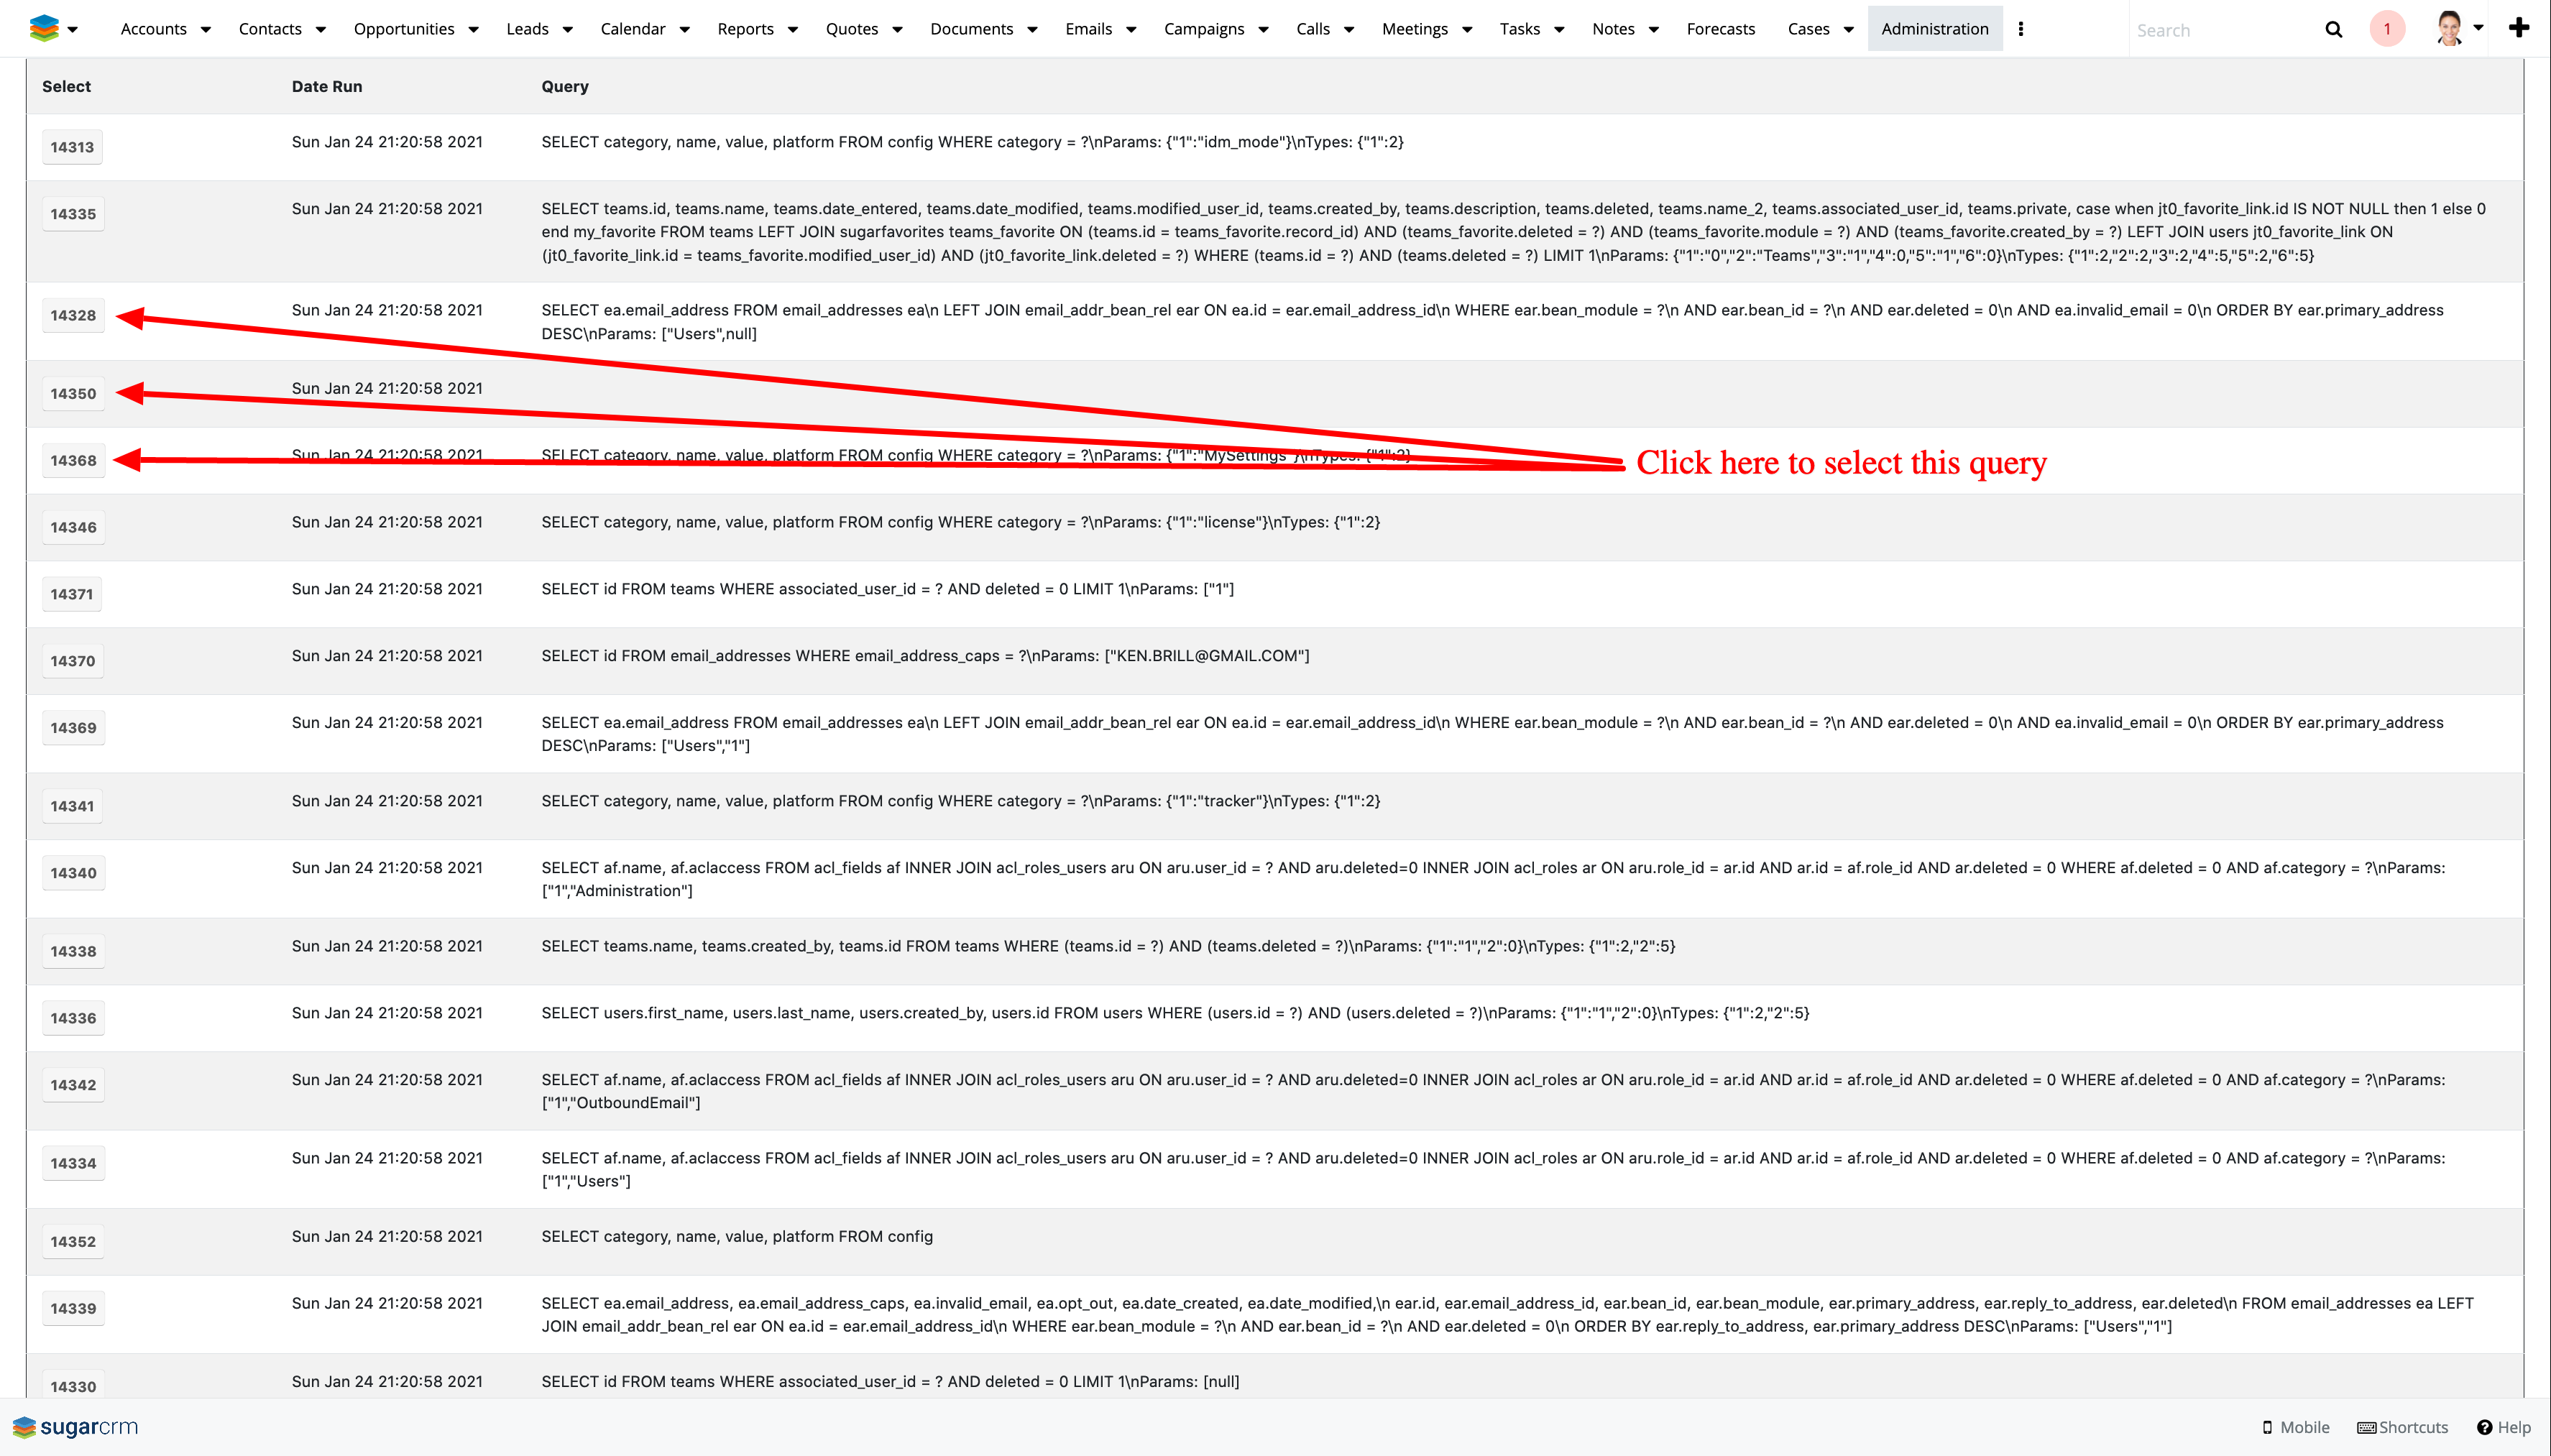 Accounts Contacts Opportunities Leads Calendar Reports Quotes Documents Emails Campaigns Calls Meetings Tasks Notes Forecasts Cases Administration Search 1
Select Date Run Query
14313 Sun Jan 24 21:20:58 2021 SELECT category, name, value, platform FROM config WHERE category = ?\nParams: {"1":"idm_mode"}\nTypes: {"1":2}
14335 Sun Jan 24 21:20:58 2021 SELECT teams.id, teams.name, teams.date_entered, teams.date_modified, teams.modified_user_id, teams.created_by, teams.description, teams.deleted, teams.name_2, teams.associated_user_id, teams.private, case when jt0_favorite_link.id IS NOT NULL then 1 else 0
end my_favorite FROM teams LEFT JOIN sugarfavorites teams_favorite ON (teams.id = teams_favorite.record_id) AND (teams_favorite.deleted = ?) AND (teams_favorite.module = ?) AND (teams_favorite.created_by = ?) LEFT JOIN users jt0_favorite_link ON
(jt0_favorite_link.id = teams_favorite.modified_user_id) AND (jt0_favorite_link.deleted = ?) WHERE (teams.id = ?) AND (teams.deleted = ?) LIMIT 1\nParams: {"1":"0","2":"Teams","3":"1","4":0,"5":"1","6":0}\nTypes: {"1":2,"2":2,"3":2,"4":5,"5":2,"6":5}
14328 Sun Jan 24 21:20:58 2021 SELECT ea.email_address FROM email_addresses ea\n LEFT JOIN email_addr_bean_rel ear ON ea.id = ear.email_address_id\n WHERE ear.bean_module = ?\n AND ear.bean_id = ?\n AND ear.deleted = 0\n AND ea.invalid_email = 0\n ORDER BY ear.primary_address
DESC\nParams: ["Users",null]
14350 Sun Jan 24 21:20:58 2021
14368 Sun Jan 24 21:20:58 2021 SELECT category, name, value, platform FROM config WHERE category = ?\nParams: {"1":"MySettings"}\nTypes: {"1":2}
Click here to select this query
14346 Sun Jan 24 21:20:58 2021 SELECT category, name, value, platform FROM config WHERE category = ?\nParams: {"1":"license"}\nTypes: {"1":2}
14371 Sun Jan 24 21:20:58 2021 SELECT id FROM teams WHERE associated_user_id = ? AND deleted = 0 LIMIT 1\nParams: ["1"]
14370 Sun Jan 24 21:20:58 2021 SELECT id FROM email_addresses WHERE email_address_caps = ?\nParams: ["KEN.BRILL@GMAIL.COM"]
14369 Sun Jan 24 21:20:58 2021 SELECT ea.email_address FROM email_addresses ea\n LEFT JOIN email_addr_bean_rel ear ON ea.id = ear.email_address_id\n WHERE ear.bean_module = ?\n AND ear.bean_id = ?\n AND ear.deleted = 0\n AND ea.invalid_email = 0\n ORDER BY ear.primary_address
DESC\nParams: ["Users","1"]
14341 Sun Jan 24 21:20:58 2021 SELECT category, name, value, platform FROM config WHERE category = ?\nParams: {"1":"tracker"}\nTypes: {"1":2}
14340 Sun Jan 24 21:20:58 2021 SELECT af.name, af.aclaccess FROM acl_fields af INNER JOIN acl_roles_users aru ON aru.user_id = ? AND aru.deleted=0 INNER JOIN acl_roles ar ON aru.role_id = ar.id AND ar.id = af.role_id AND ar.deleted = 0 WHERE af.deleted = 0 AND af.category = ?\nParams:
["1","Administration"]
14338 Sun Jan 24 21:20:58 2021 SELECT teams.name, teams.created_by, teams.id FROM teams WHERE (teams.id = ?) AND (teams.deleted = ?)\nParams: {"1":"1","2":0}\nTypes: {"1":2,"2":5}
14336 Sun Jan 24 21:20:58 2021 SELECT users.first_name, users.last_name, users.created_by, users.id FROM users WHERE (users.id = ?) AND (users.deleted = ?)\nParams: {"1":"1","2":0}\nTypes: {"1":2,"2":5}
14342 Sun Jan 24 21:20:58 2021 SELECT af.name, af.aclaccess FROM acl_fields af INNER JOIN acl_roles_users aru ON aru.user_id = ? AND aru.deleted=0 INNER JOIN acl_roles ar ON aru.role_id = ar.id AND ar.id = af.role_id AND ar.deleted = 0 WHERE af.deleted = 0 AND af.category = ?\nParams:
["1","OutboundEmail"]
14334 Sun Jan 24 21:20:58 2021 SELECT af.name, af.aclaccess FROM acl_fields af INNER JOIN acl_roles_users aru ON aru.user_id = ? AND aru.deleted=0 INNER JOIN acl_roles ar ON aru.role_id = ar.id AND ar.id = af.role_id AND ar.deleted = 0 WHERE af.deleted = 0 AND af.category = ?\nParams:
["1","Users"]
14352 Sun Jan 24 21:20:58 2021 SELECT category, name, value, platform FROM config
14339 Sun Jan 24 21:20:58 2021 SELECT ea.email_address, ea.email_address_caps, ea.invalid_email, ea.opt_out, ea.date_created, ea.date_modified,\n ear.id, ear.email_address_id, ear.bean_id, ear.bean_module, ear.primary_address, ear.reply_to_address, ear.deleted\n FROM email_addresses ea LEFT
JOIN email_addr_bean_rel ear ON ea.id = ear.email_address_id\n WHERE ear.bean_module = ?\n AND ear.bean_id = ?\n AND ear.deleted = 0\n ORDER BY ear.reply_to_address, ear.primary_address DESC\nParams: ["Users","1"]
14330 Sun Jan 24 21:20:58 2021 SELECT id FROM teams WHERE associated_user_id = ? AND deleted = 0 LIMIT 1\nParams: [null]
sugarcrm Mobile Shortcuts Help